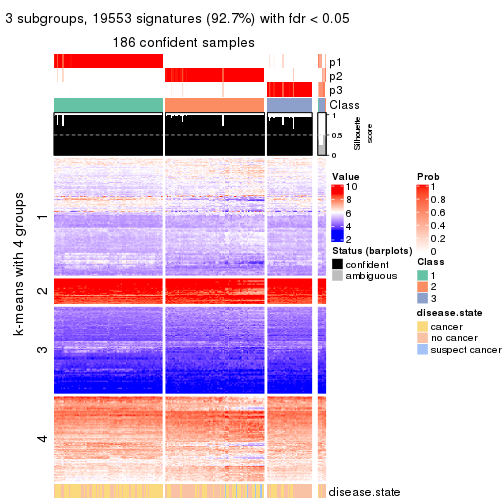 3 subgroups, 19553 signatures (92.7%) with fdr < 0.05
186 confident samples
p1
p2
p3
Class
1
0.5
0
Silhouette
score
k-means with 4 groups
1
2
3
4
disease.state
Value
10
8
6
4
2
Status (barplots)
confident
ambiguous
Prob
1
0.8
0.6
0.4
0.2
0
Class
1
2
3
disease.state
cancer
no cancer
suspect cancer